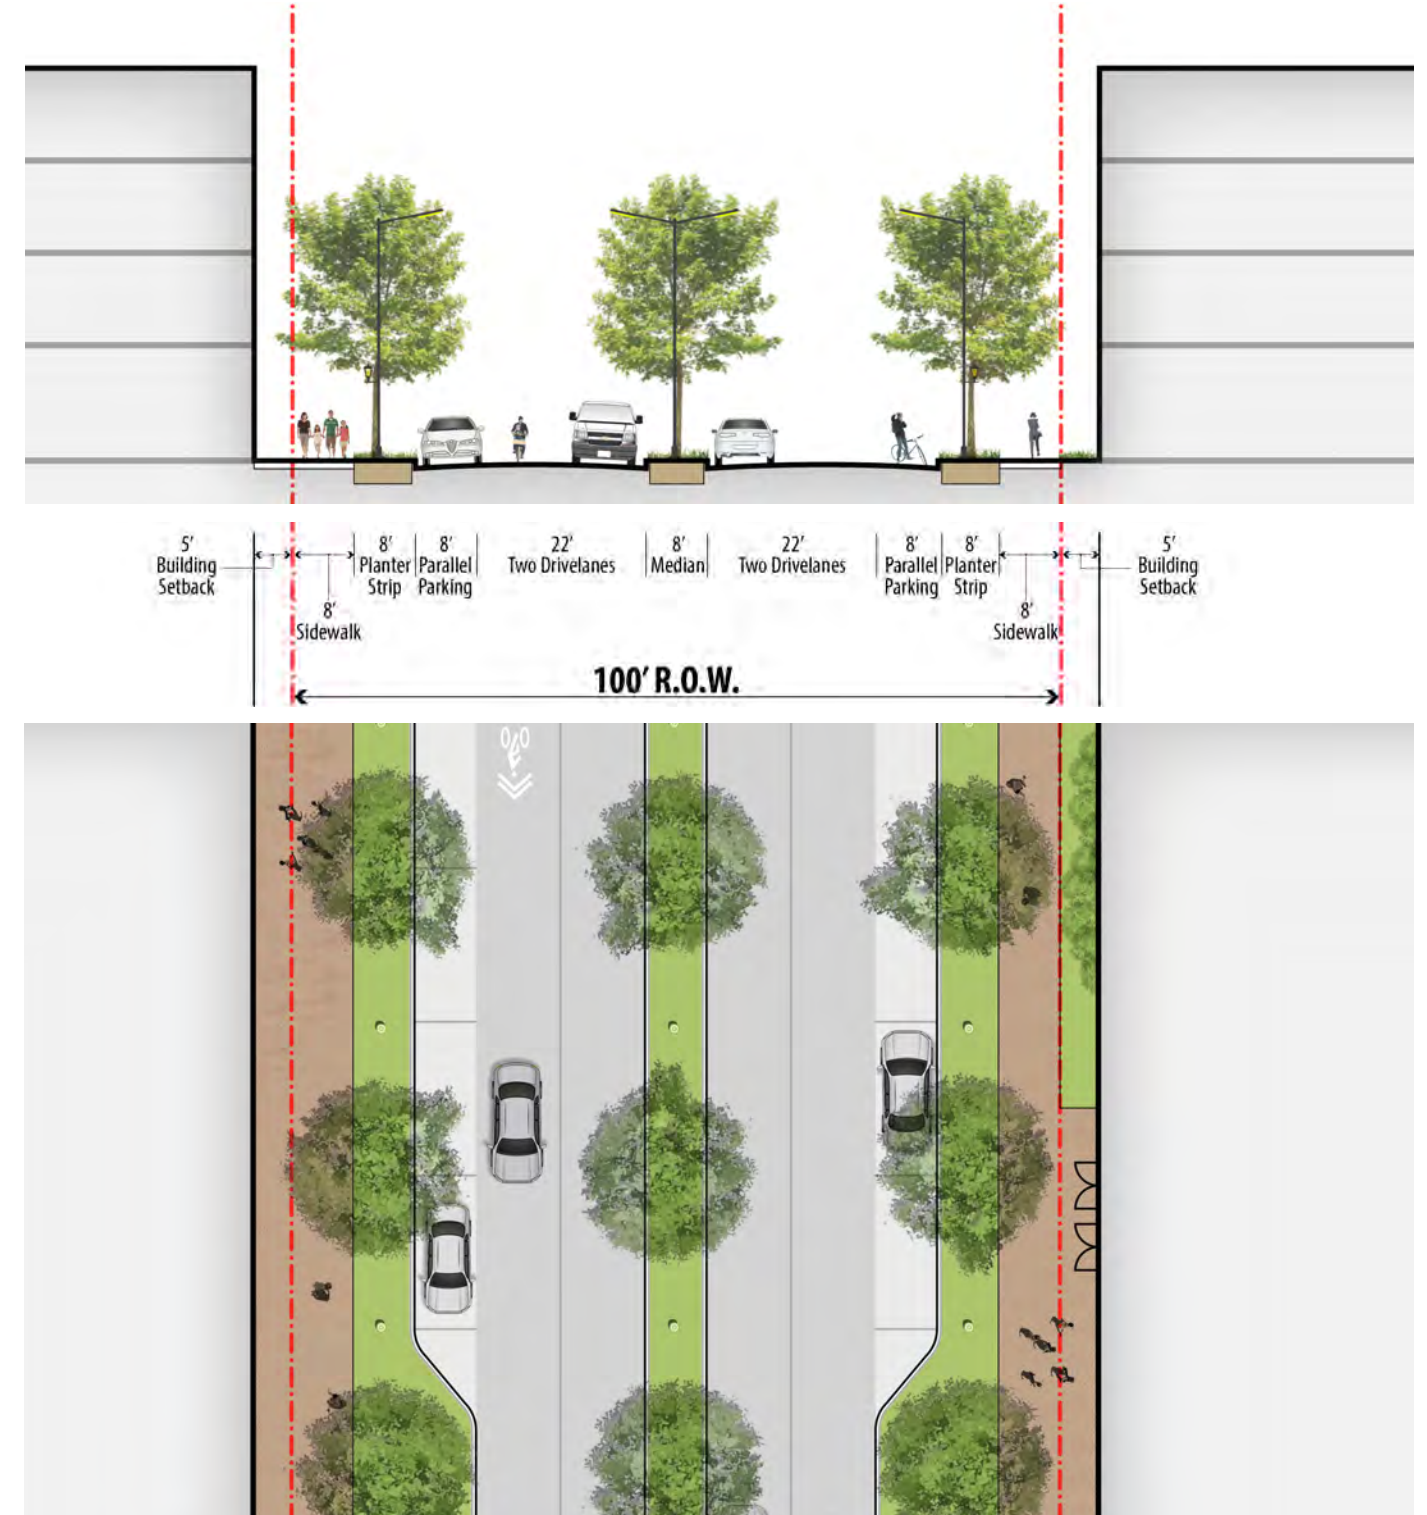 5′
Building
Setback
8′
Sidewalk
8′
Planter
Strip
8′
Parallel
Parking
22′
Two Drivelanes
8′
Median
22′
Two Drivelanes
8′
Parallel
Parking
8′
Planter
Strip
8′
Sidewalk
5′
Building
Setback
100′ R.O.W.